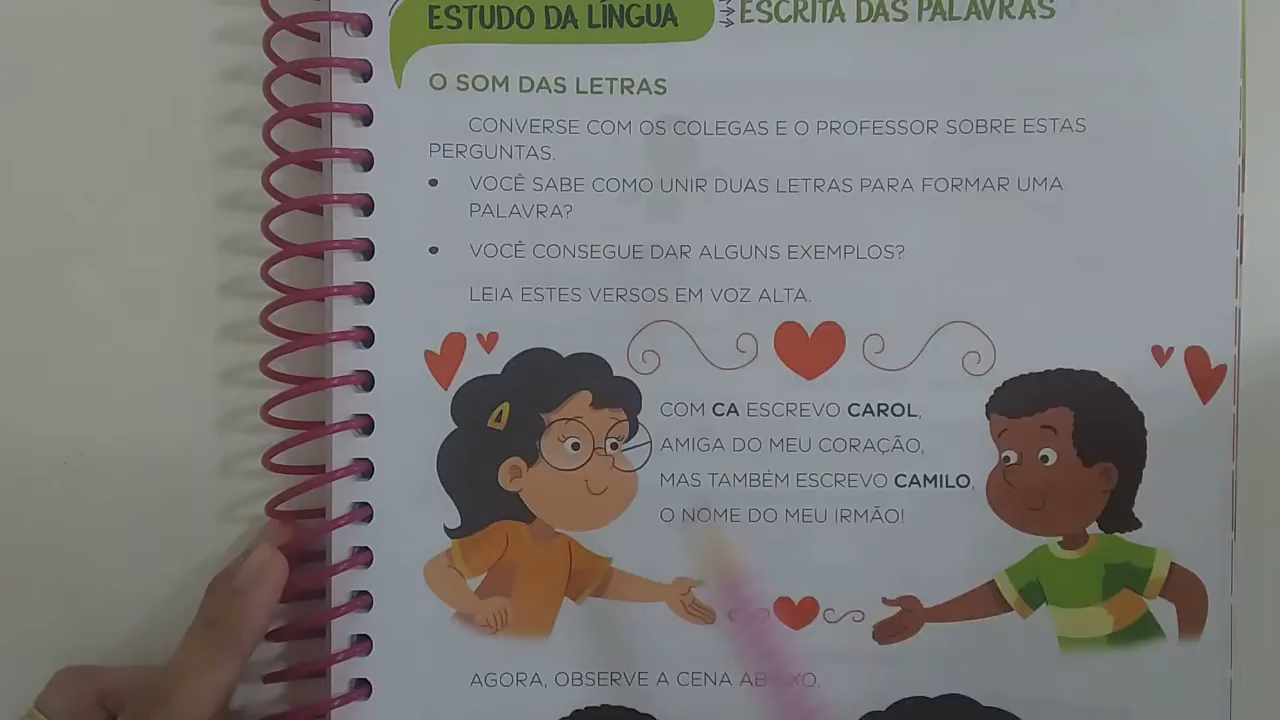 ESTUDO DA LÍNGUA
ESCRITA DAS PALAVRAS
O SOM DAS LETRAS
CONVERSE COM OS COLEGAS E O PROFESSOR SOBRE ESTAS
PERGUNTAS.
• VOCÊ SABE COMO UNIR DUAS LETRAS PARA FORMAR UMA
PALAVRA?
• VOCÊ CONSEGUE DAR ALGUNS EXEMPLOS?
LEIA ESTES VERSOS EM VOZ ALTA.
COM CA ESCREVO CAROL,
AMIGA DO MEU CORAÇÃO,
MAS TAMBÉM ESCREVO CAMILO,
O NOME DO MEU IRMÃO!
AGORA, OBSERVE A CENA ABAIXO.